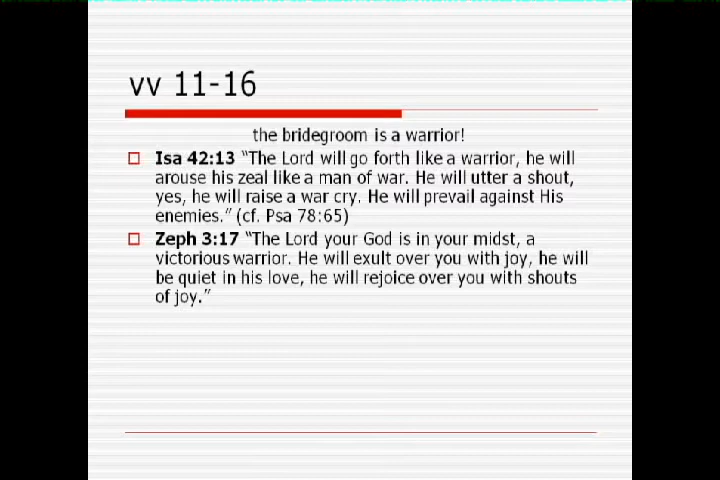 vv 11-16
the bridegroom is a warrior!
Isa 42:13 “The Lord will go forth like a warrior, he will
arouse his zeal like a man of war. He will utter a shout,
yes, he will raise a war cry. He will prevail against His
enemies.” (cf. Psa 78:65)
Zeph 3:17 “The Lord your God is in your midst, a
victorious warrior. He will exult over you with joy, he will
be quiet in his love, he will rejoice over you with shouts
of joy.”